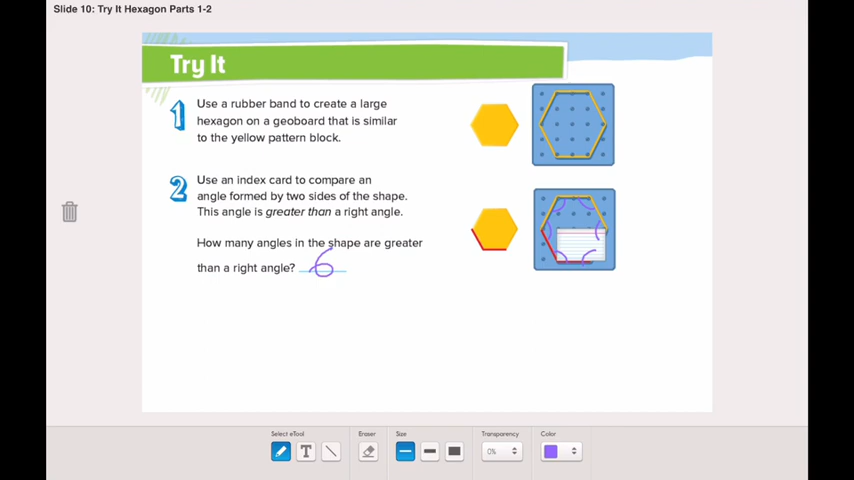 Slide 10: Try It Hexagon Parts 1-2
Try It
1
Use a rubber band to create a large
hexagon on a geoboard that is similar
to the yellow pattern block.
2
Use an index card to compare an
angle formed by two sides of the shape.
This angle is greater than a right angle.
How many angles in the shape are greater
than a right angle? 6
Select eTool
Eraser
Size
Transparency
Color
T
0%